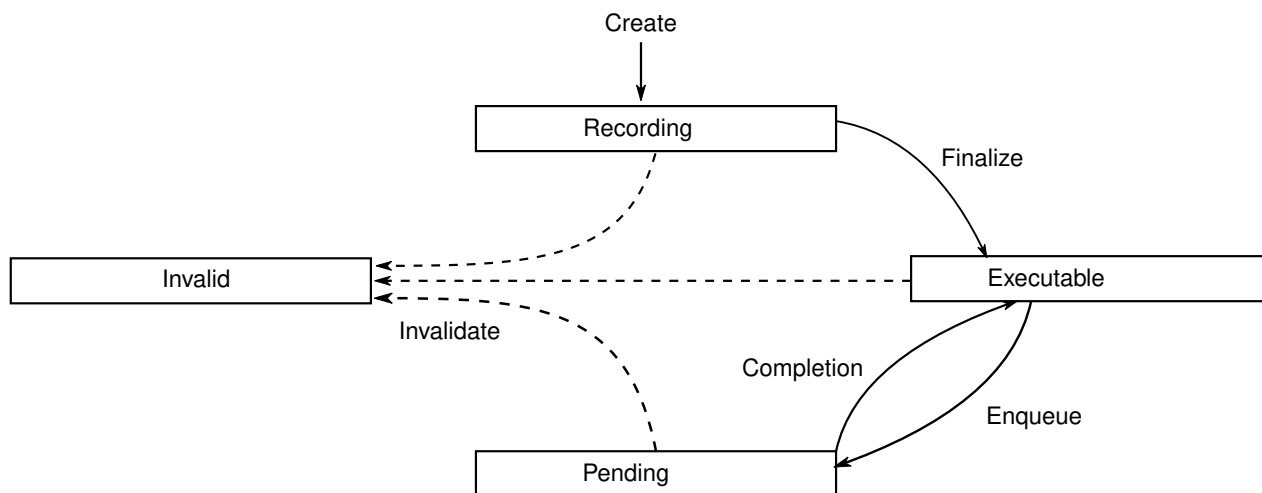 Create
Recording
Finalize
Invalid
Executable
Invalidate
Completion
Enqueue
Pending